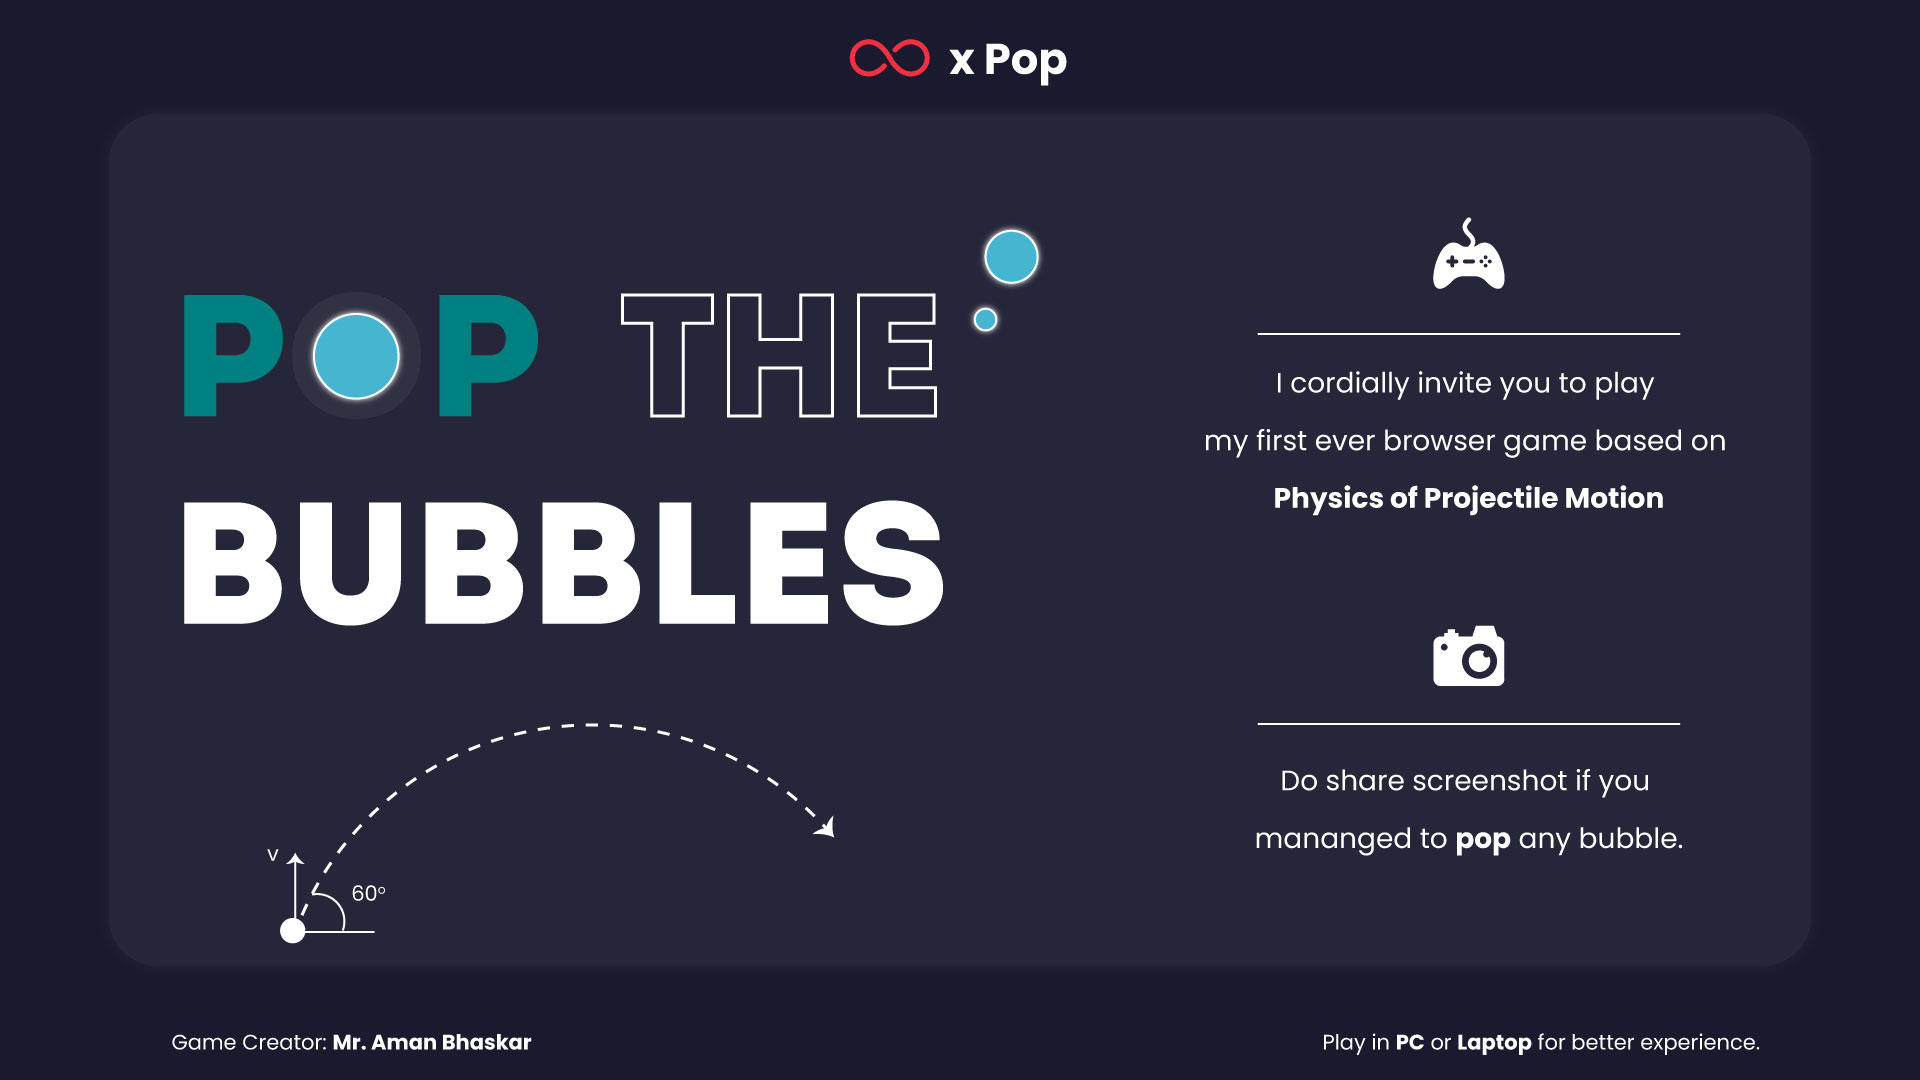 x Pop
POP THE
BUBBLES
I cordially invite you to play
my first ever browser game based on
Physics of Projectile Motion
Do share screenshot if you
mananged to pop any bubble.
v
60°
Game Creator: Mr. Aman Bhaskar
Play in PC or Laptop for better experience.